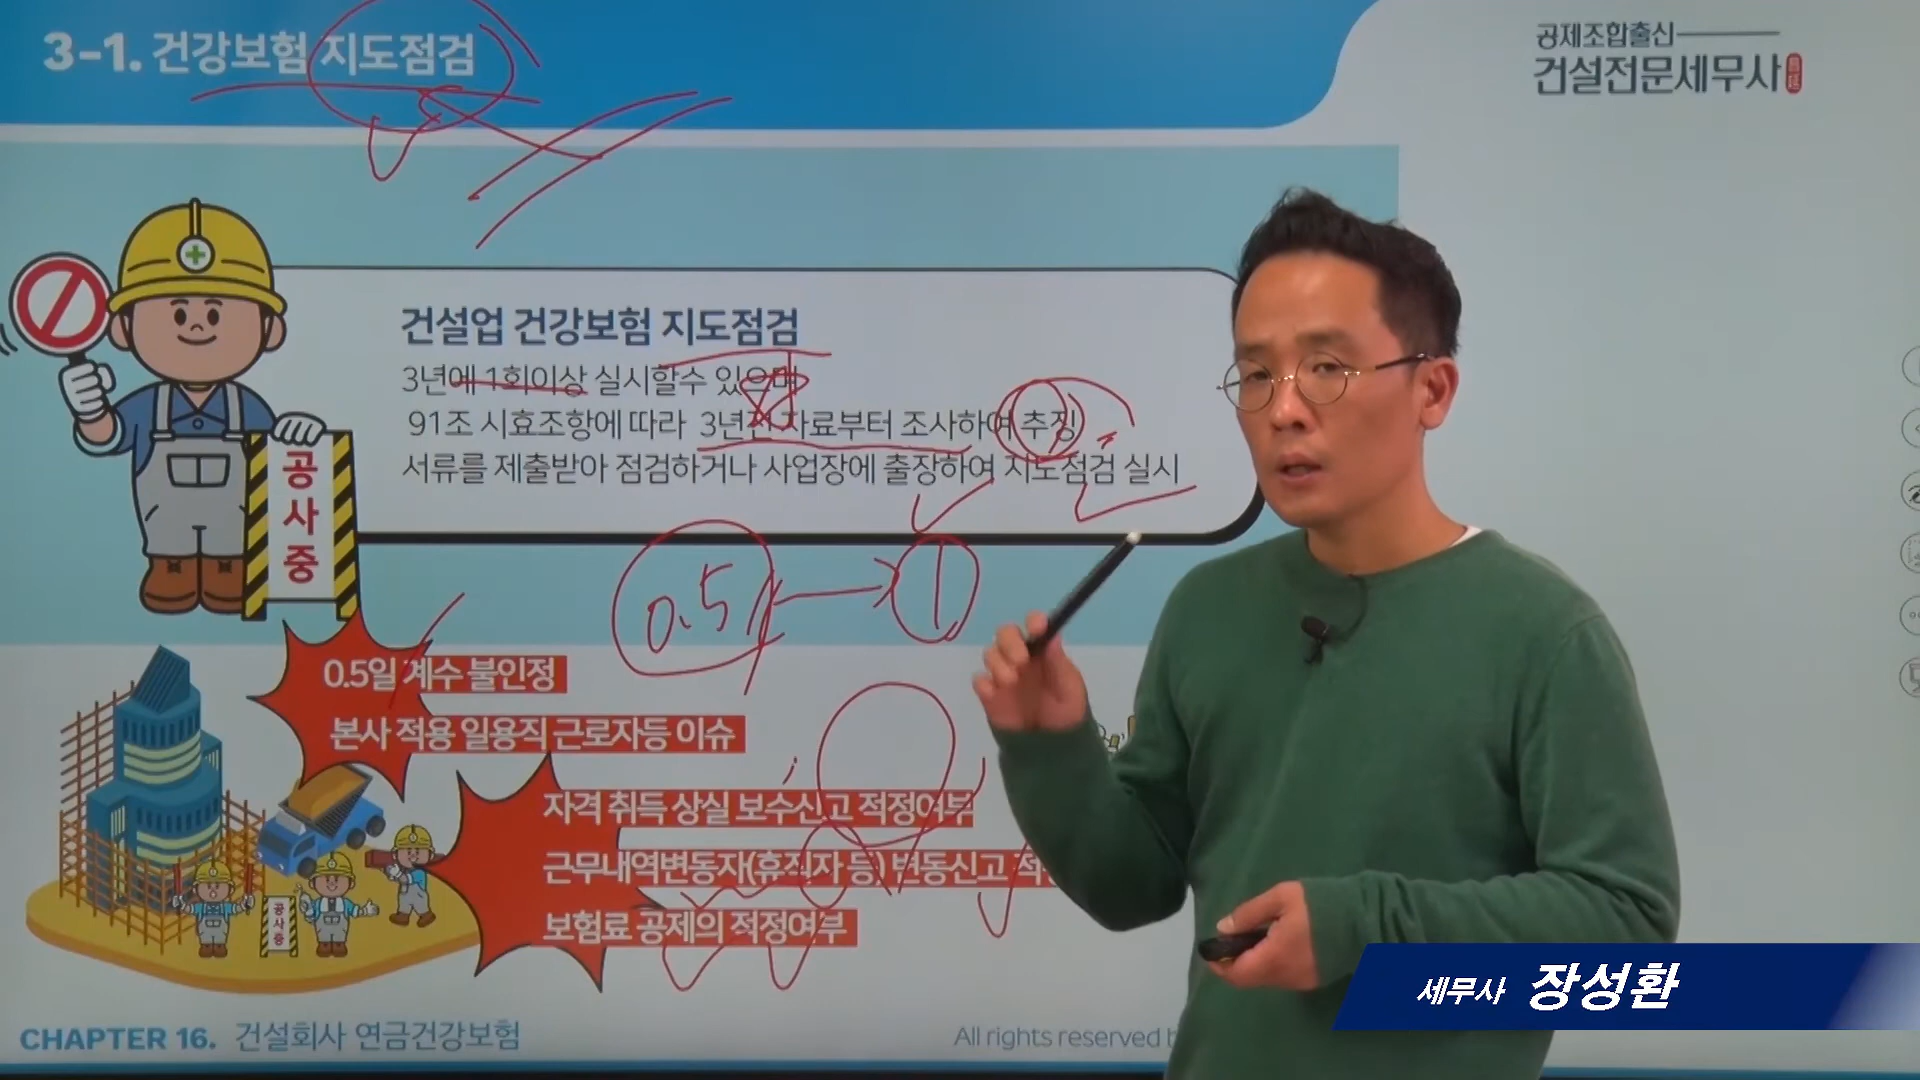 3-1. 건강보험 지도점검
공제조합출신
건설전문세무사
건설업 건강보험 지도점검
3년에 1회이상 실시할수 있으며
91조 시효조항에 따라 3년전 자료부터 조사하여 추징
서류를 제출받아 점검하거나 사업장에 출장하여 지도점검 실시
공사중
0.5 → 1
0.5일 계수 불인정
본사 적용 일용직 근로자등 이슈
자격 취득 상실 보수신고 적정여부
근무내역변동자(휴직자 등) 변동신고
보험료 공제의 적정여부
공사중
세무사 장성환
CHAPTER 16. 건설회사 연금건강보험
All rights reserved